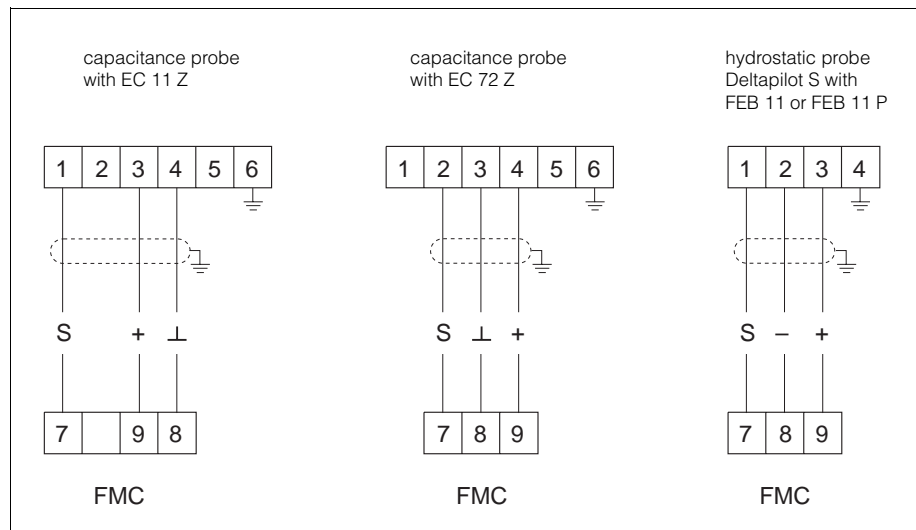 capacitance probe
with EC 11 Z
1 2 3 4 5 6
S + ⊥
7 9 8
FMC
capacitance probe
with EC 72 Z
1 2 3 4 5 6
S ⊥ +
7 8 9
FMC
hydrostatic probe
Deltapilot S with
FEB 11 or FEB 11 P
1 2 3 4
S – +
7 8 9
FMC